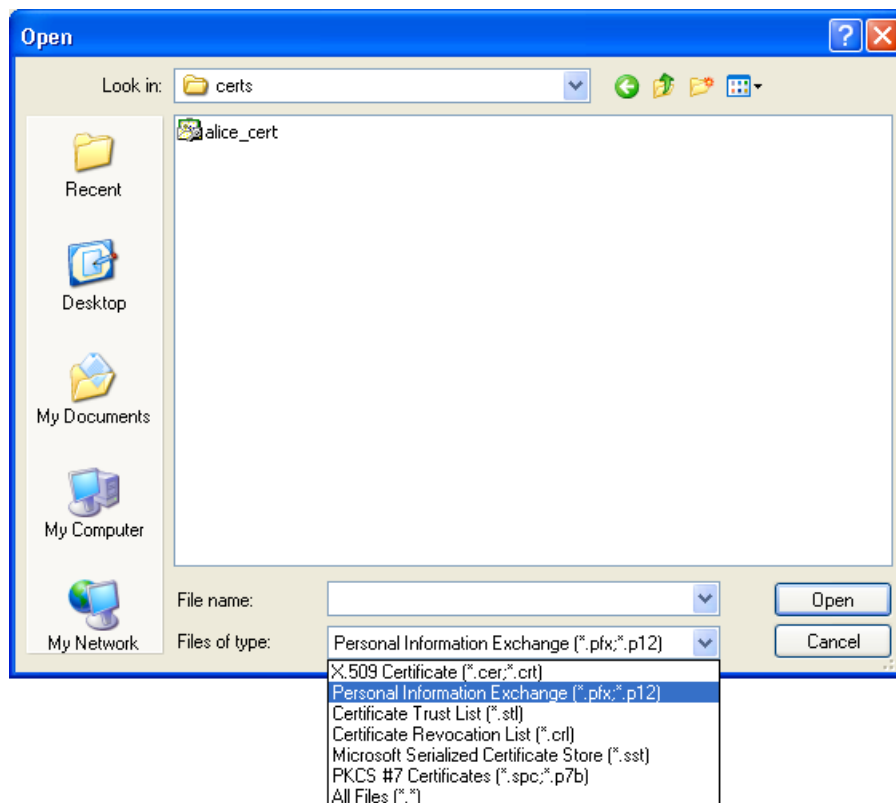 Open
Look in: certs
alice_cert
Recent
Desktop
My Documents
My Computer
My Network
File name: Open
Files of type: Personal Information Exchange (*.pfx;*.p12) Cancel
X.509 Certificate (*.cer;*.crt)
Personal Information Exchange (*.pfx;*.p12)
Certificate Trust List (*.stl)
Certificate Revocation List (*.crl)
Microsoft Serialized Certificate Store (*.sst)
PKCS #7 Certificates (*.spc;*.p7b)
All Files (*.*)